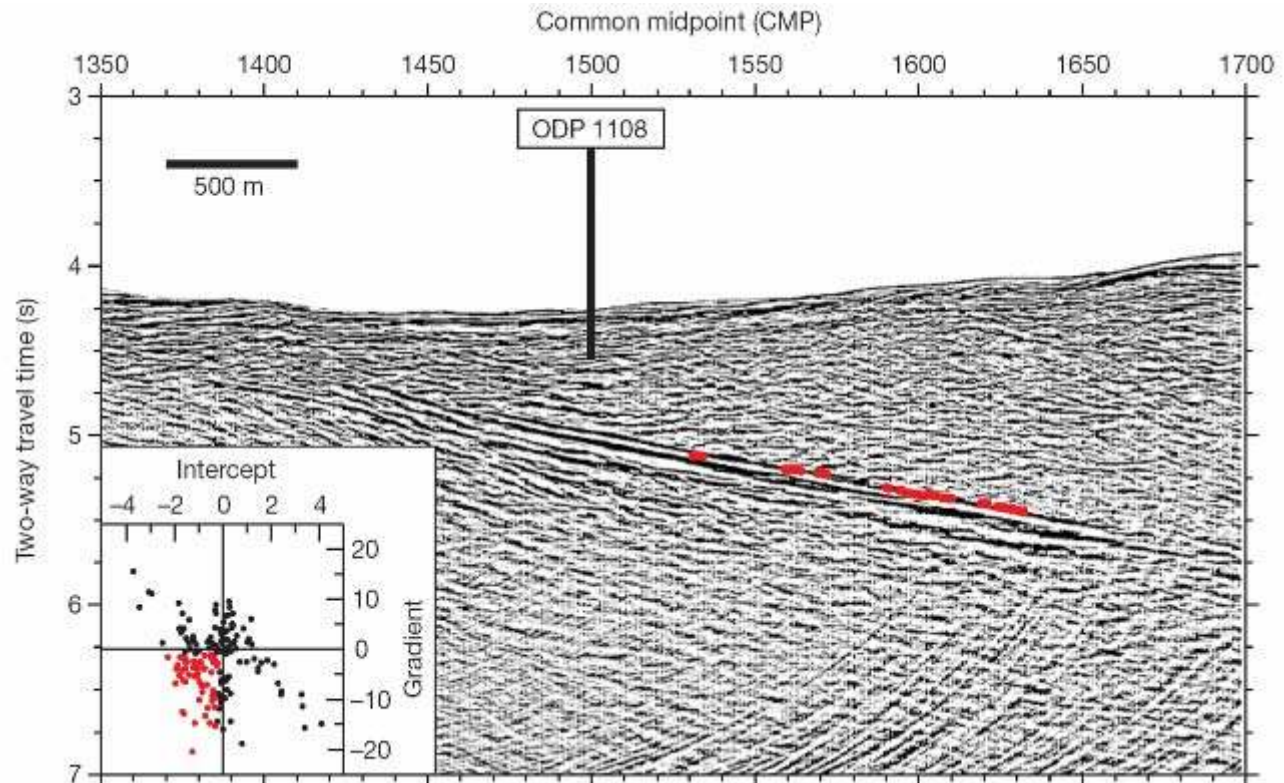 Common midpoint (CMP)
1350 1400 1450 1500 1550 1600 1650 1700
3
ODP 1108
500 m
4
Two-way travel time (s)
5
Intercept
−4 −2 0 2 4
20
10
6
0
Gradient
−10
−20
7